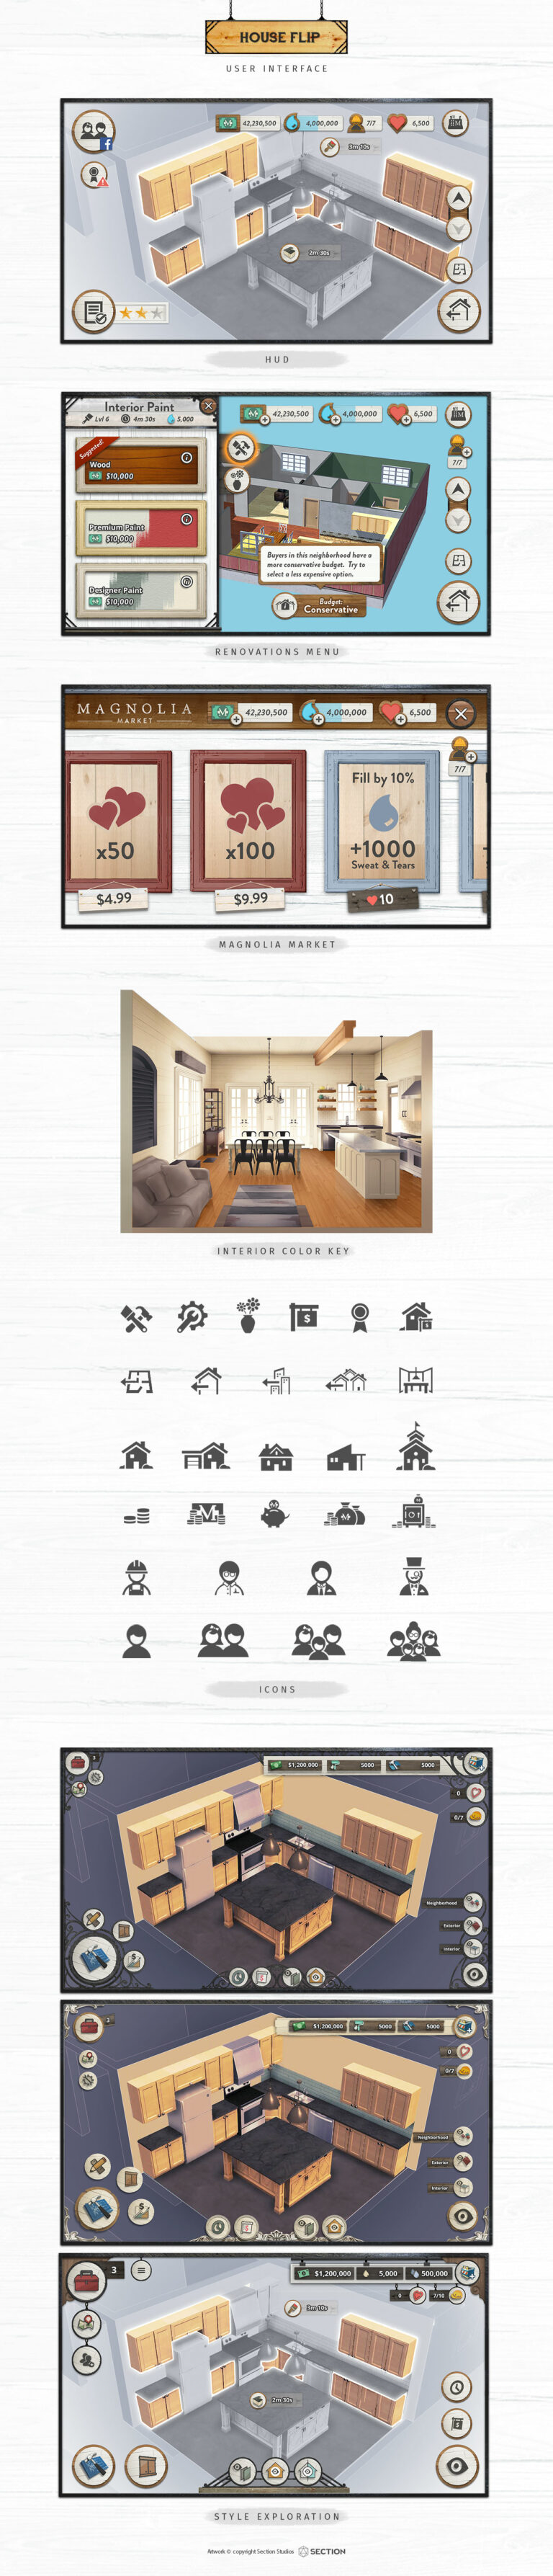 HOUSE FLIP
USER INTERFACE
42,230,500
4,000,000
7/7
6,500
3m 10s
2m 30s
HUD
Interior Paint
Lvl 6
4m 30s
5,000
Suggested!
Wood
$10,000
Premium Paint
$10,000
Designer Paint
$10,000
42,230,500
4,000,000
6,500
7/7
Buyers in this neighborhood have a
more conservative budget. Try to
select a less expensive option.
Budget:
Conservative
RENOVATIONS MENU
MAGNOLIA
MARKET
42,230,500
4,000,000
6,500
7/7
x50
$4.99
x100
$9.99
Fill by 10%
+1000
Sweat & Tears
10
MAGNOLIA MARKET
INTERIOR COLOR KEY
ICONS
$1,200,000
5000
5000
0
0/7
Neighborhood
Exterior
Interior
3
$1,200,000
5000
5000
0
0/7
Neighborhood
Exterior
Interior
3
$1,200,000
5,000
500,000
0
7/10
3m 10s
2m 30s
STYLE EXPLORATION
Artwork © copyright Section Studios
SECTION